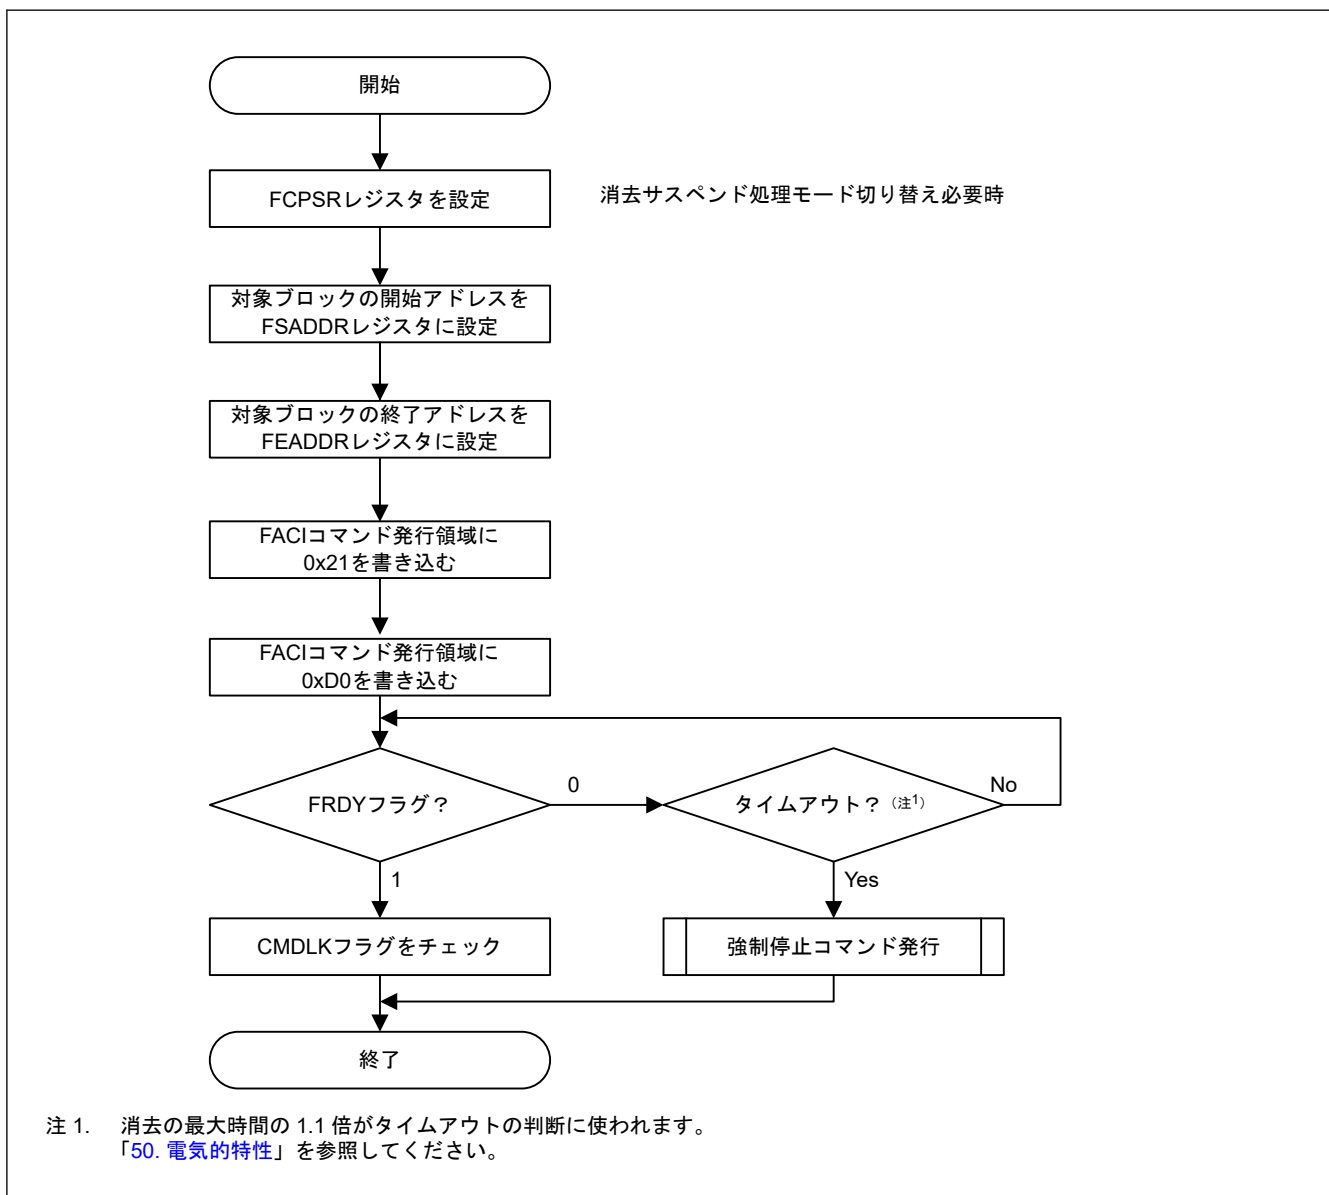 開始
FCPSRレジスタを設定
消去サスペンド処理モード切り替え必要時
対象ブロックの開始アドレスを
FSADDRレジスタに設定
対象ブロックの終了アドレスを
FEADDRレジスタに設定
FACIコマンド発行領域に
0x21を書き込む
FACIコマンド発行領域に
0xD0を書き込む
FRDYフラグ？
0
タイムアウト？（注1）
No
1
Yes
CMDLKフラグをチェック
強制停止コマンド発行
終了
注 1. 消去の最大時間の 1.1 倍がタイムアウトの判断に使われます。
「50. 電気的特性」を参照してください。